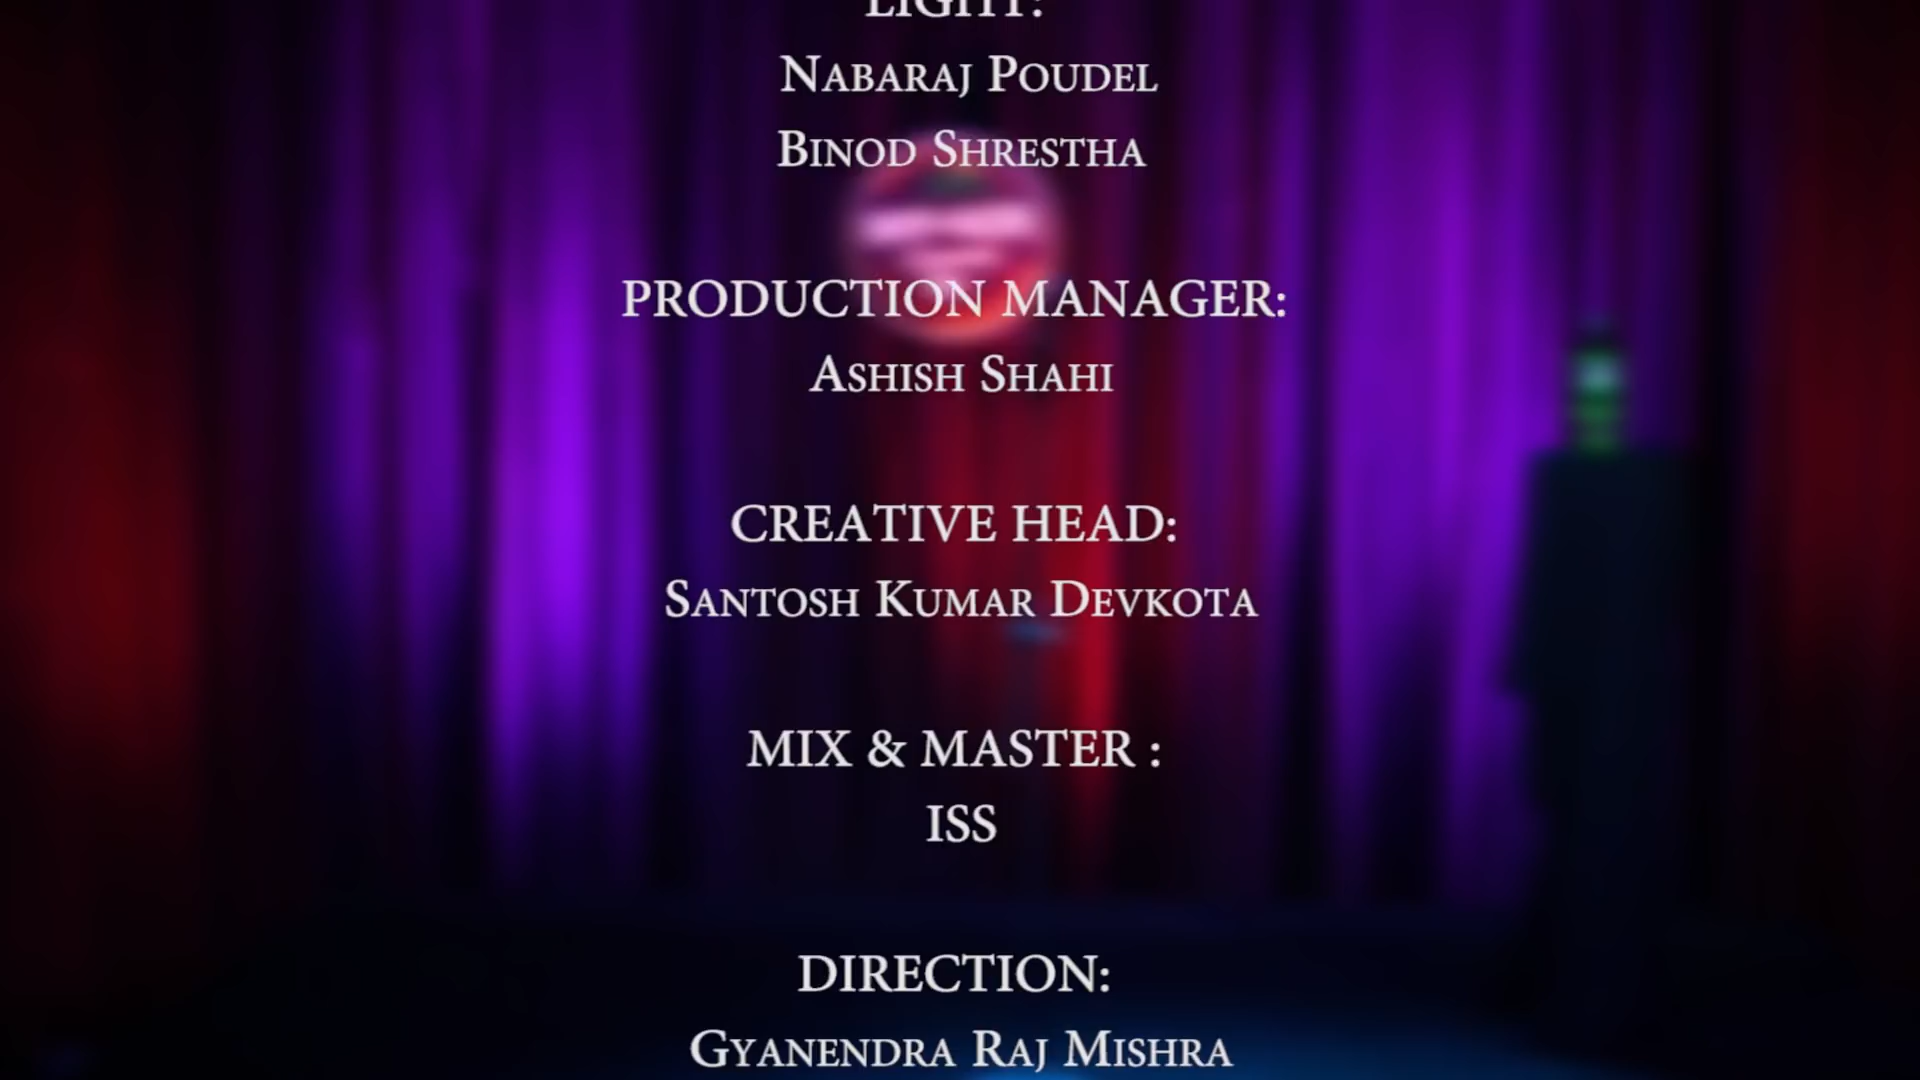 LIGHT:
Nabaraj Poudel
Binod Shrestha
PRODUCTION MANAGER:
Ashish Shahi
CREATIVE HEAD:
Santosh Kumar Devkota
MIX & MASTER :
ISS
DIRECTION:
Gyanendra Raj Mishra